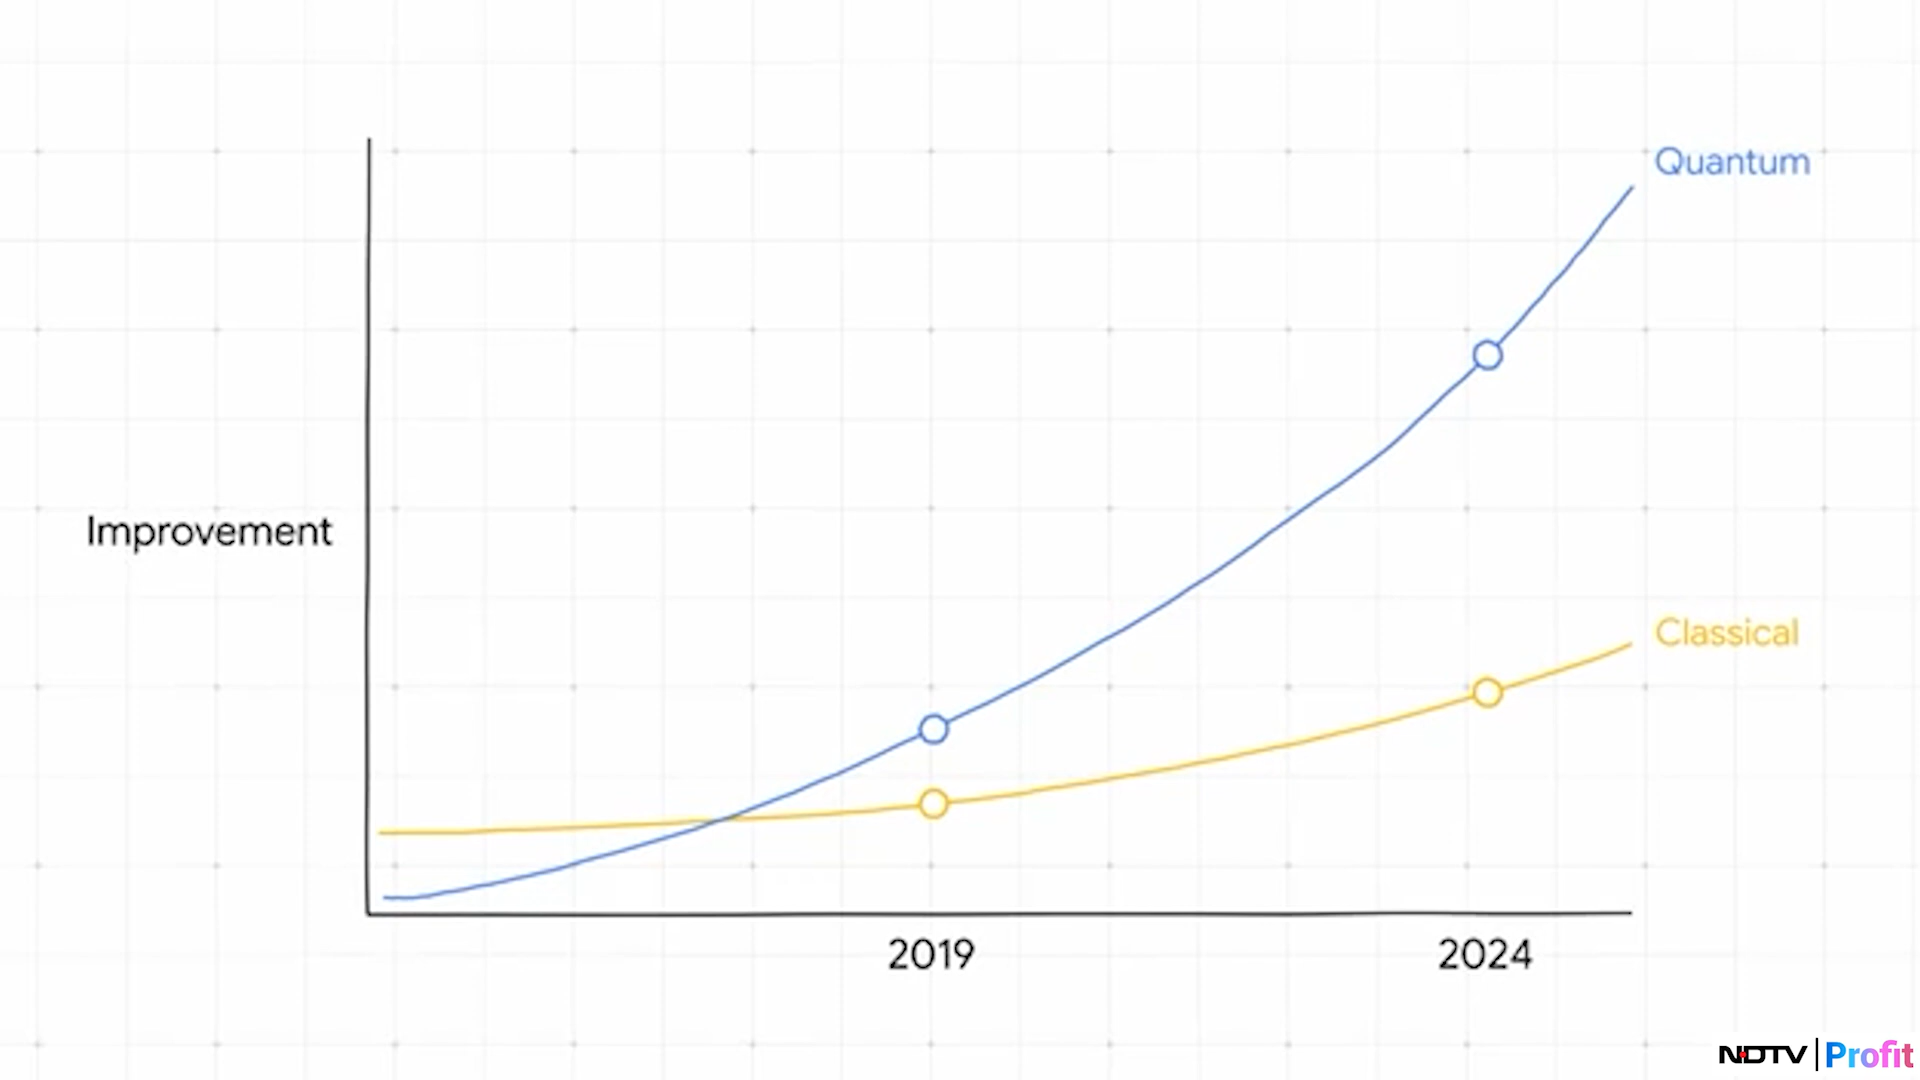 Quantum
Improvement
Classical
2019
2024
NDTV Profit